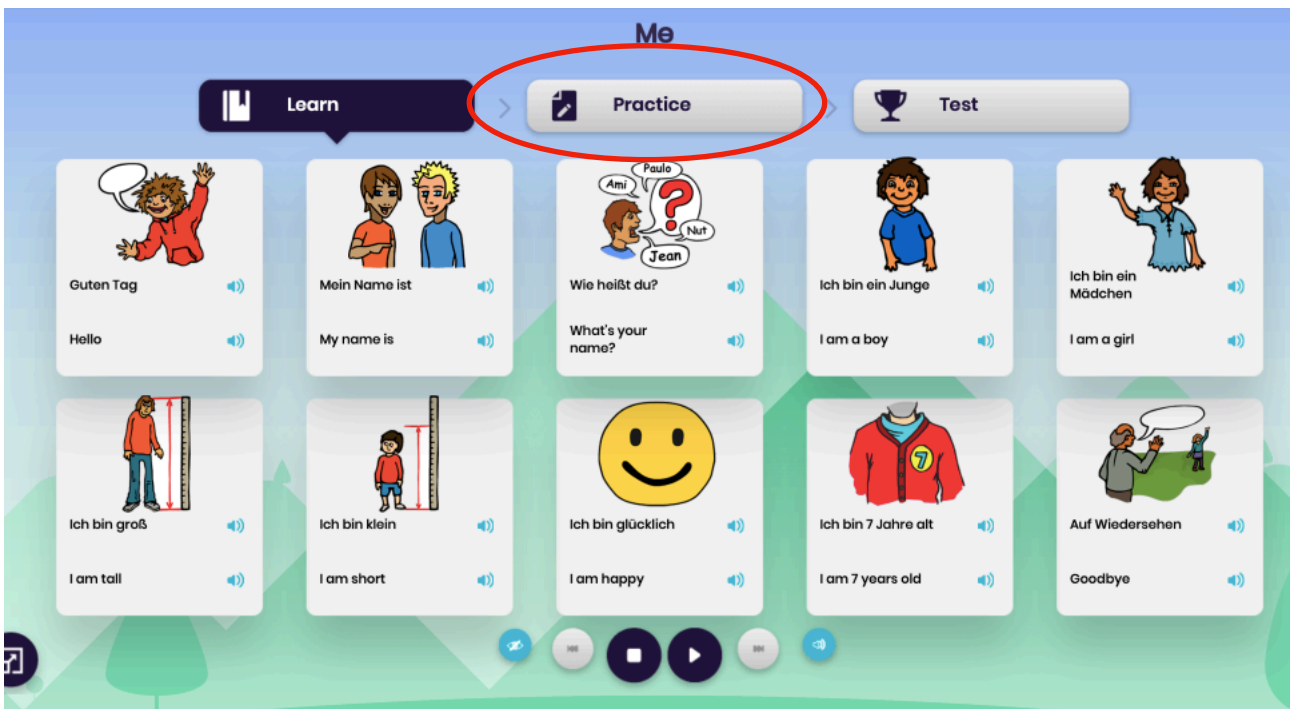 Me
Learn
Practice
Test
Paulo
Ami
Nut
Jean
7
Guten Tag
Hello
Mein Name ist
My name is
Wie heißt du?
What's your
name?
Ich bin ein Junge
I am a boy
Ich bin ein
Mädchen
I am a girl
Ich bin groß
I am tall
Ich bin klein
I am short
Ich bin glücklich
I am happy
Ich bin 7 Jahre alt
I am 7 years old
Auf Wiedersehen
Goodbye